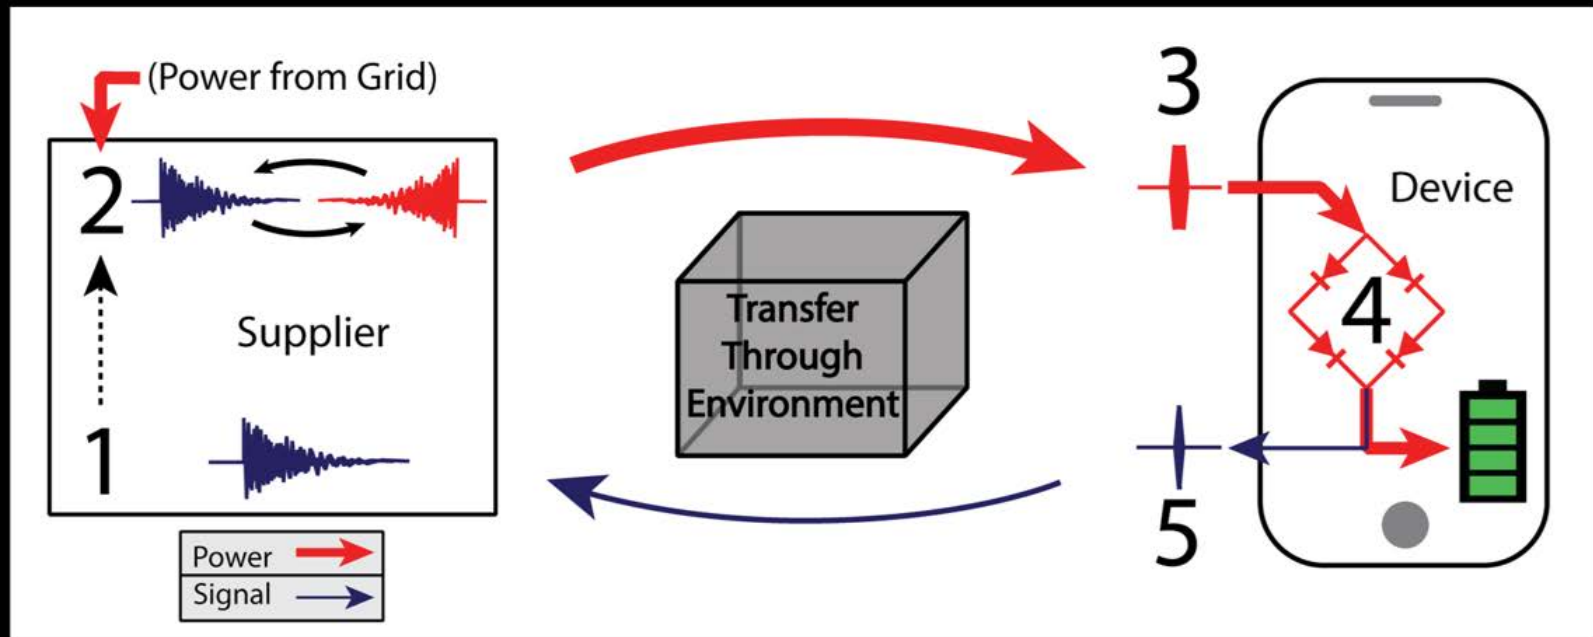 (Power from Grid)
2
Supplier
1
Power
Signal
Transfer
Through
Environment
3
Device
4
5